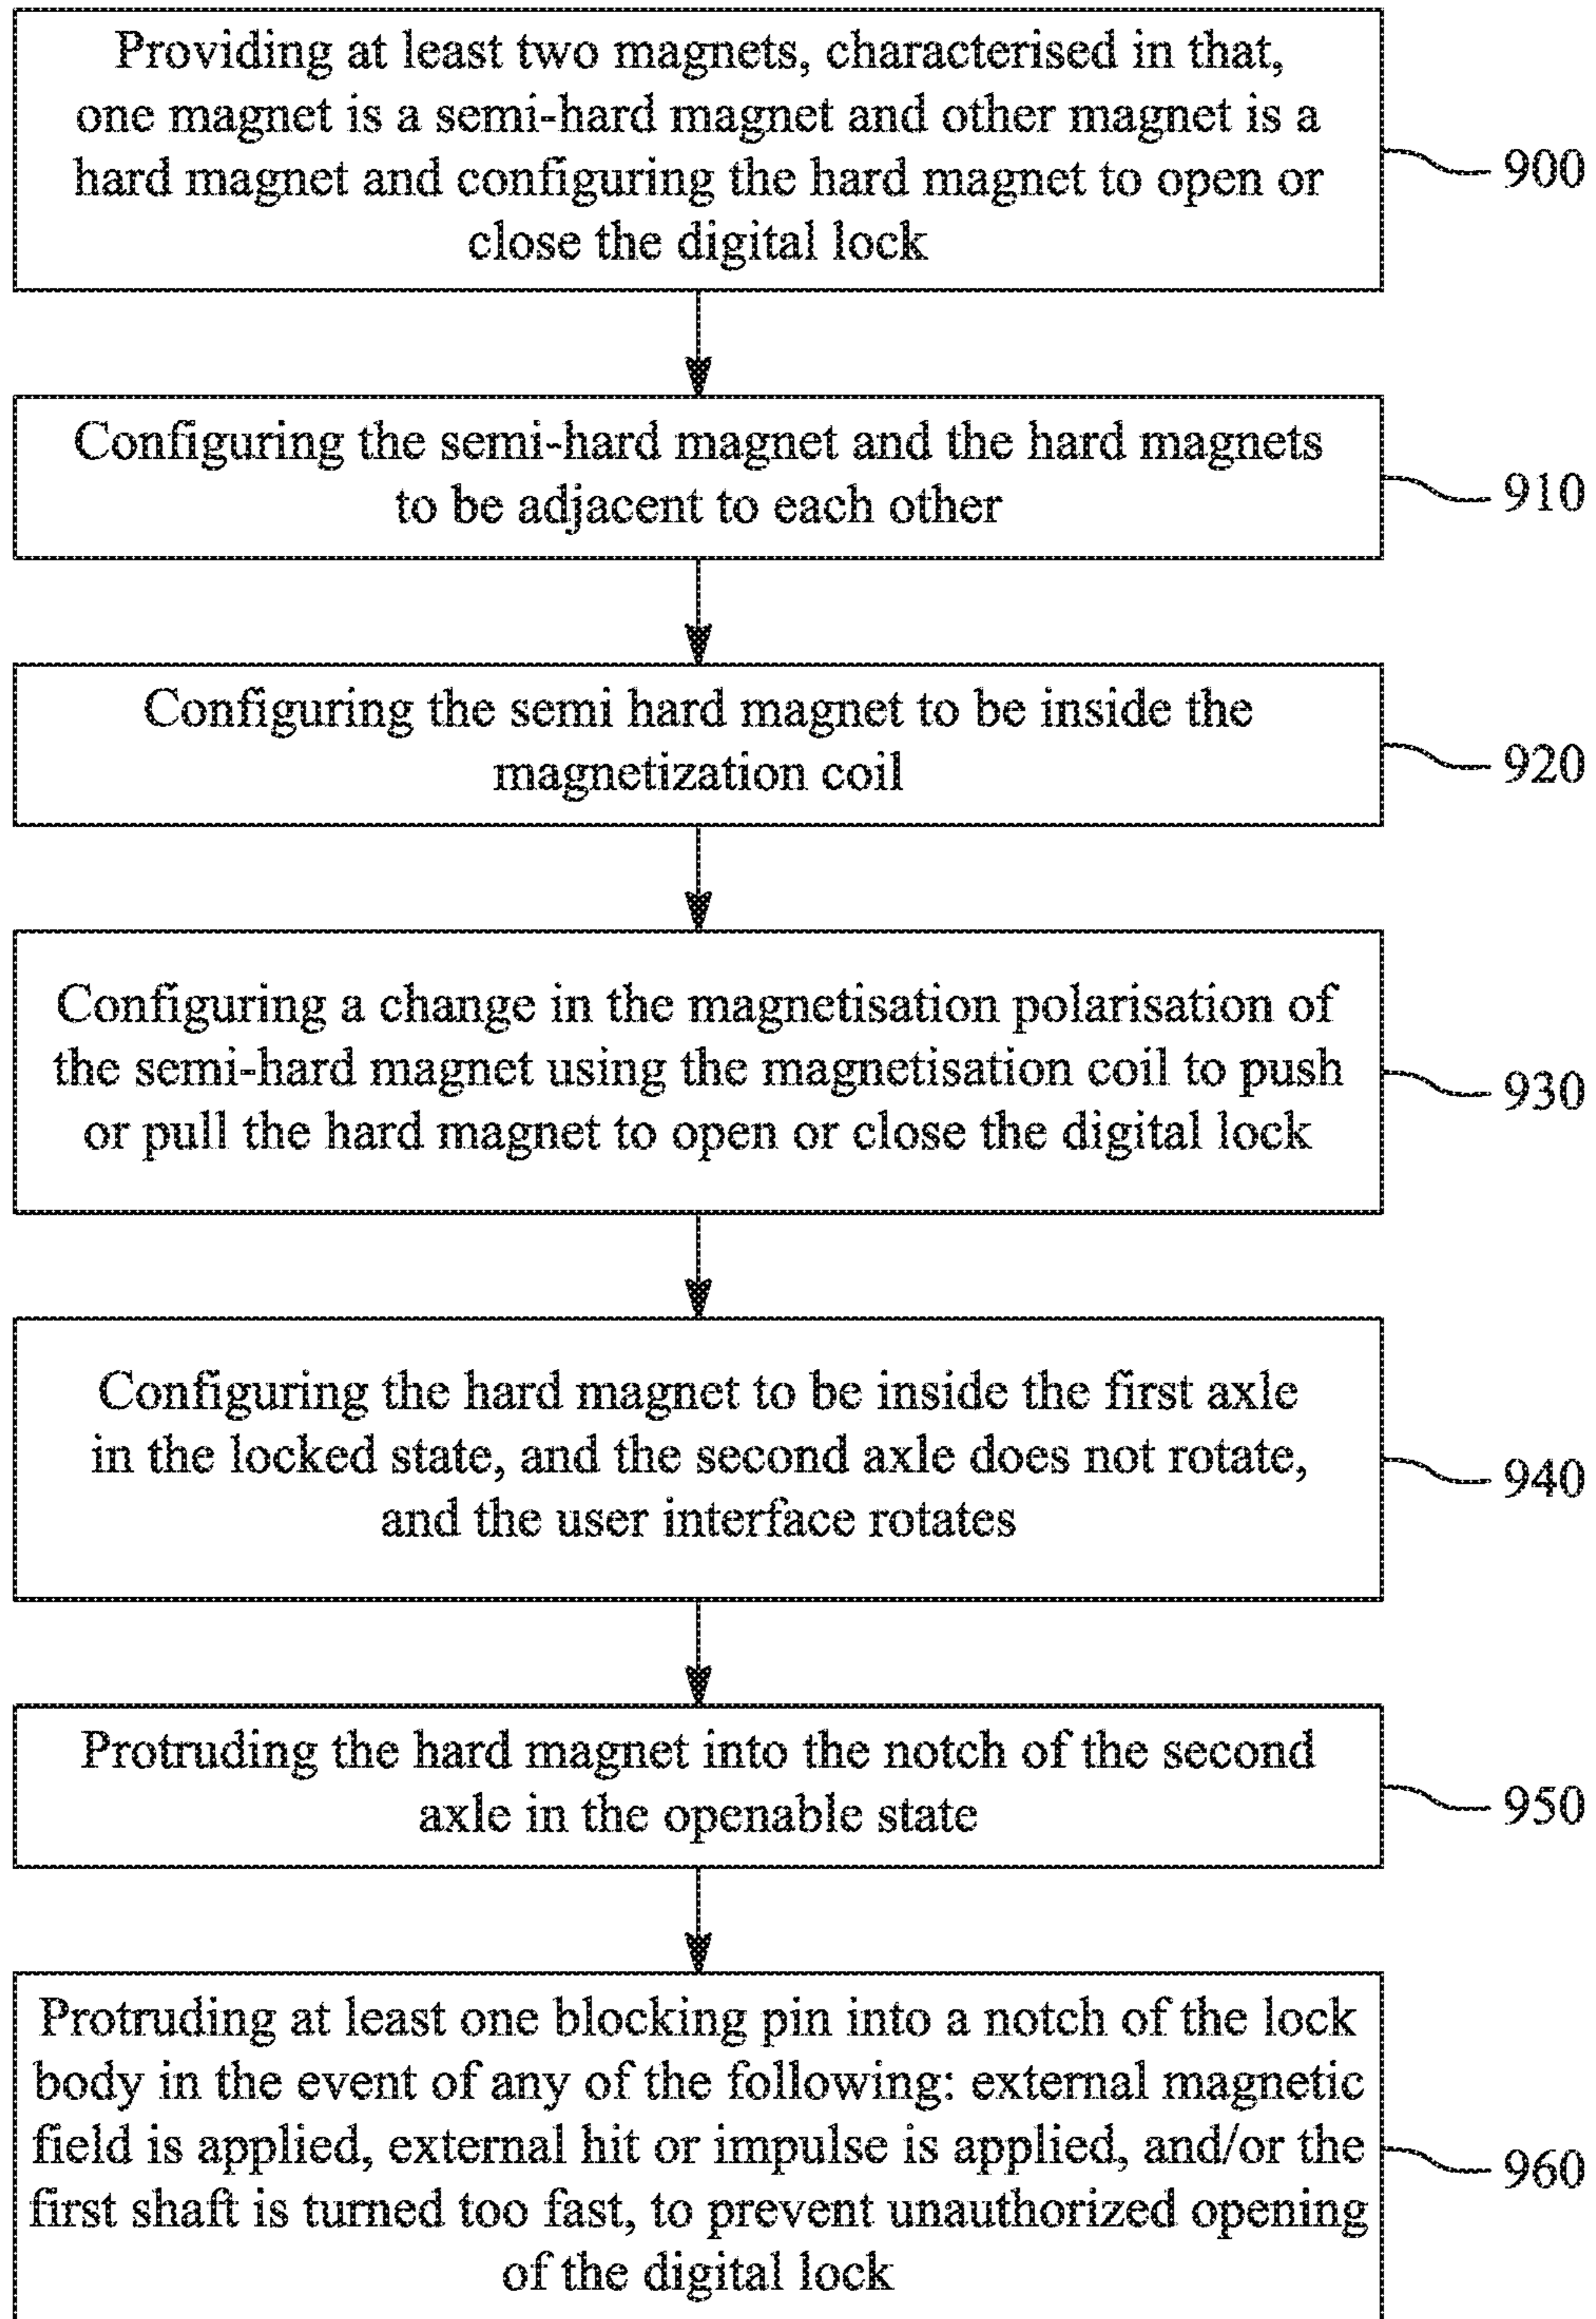 Providing at least two magnets, characterised in that,
one magnet is a semi-hard magnet and other magnet is a
hard magnet and configuring the hard magnet to open or
close the digital lock
900
Configuring the semi-hard magnet and the hard magnets
to be adjacent to each other
910
Configuring the semi hard magnet to be inside the
magnetization coil
920
Configuring a change in the magnetisation polarisation of
the semi-hard magnet using the magnetisation coil to push
or pull the hard magnet to open or close the digital lock
930
Configuring the hard magnet to be inside the first axle
in the locked state, and the second axle does not rotate,
and the user interface rotates
940
Protruding the hard magnet into the notch of the second
axle in the openable state
950
Protruding at least one blocking pin into a notch of the lock
body in the event of any of the following: external magnetic
field is applied, external hit or impulse is applied, and/or the
first shaft is turned too fast, to prevent unauthorized opening
of the digital lock
960